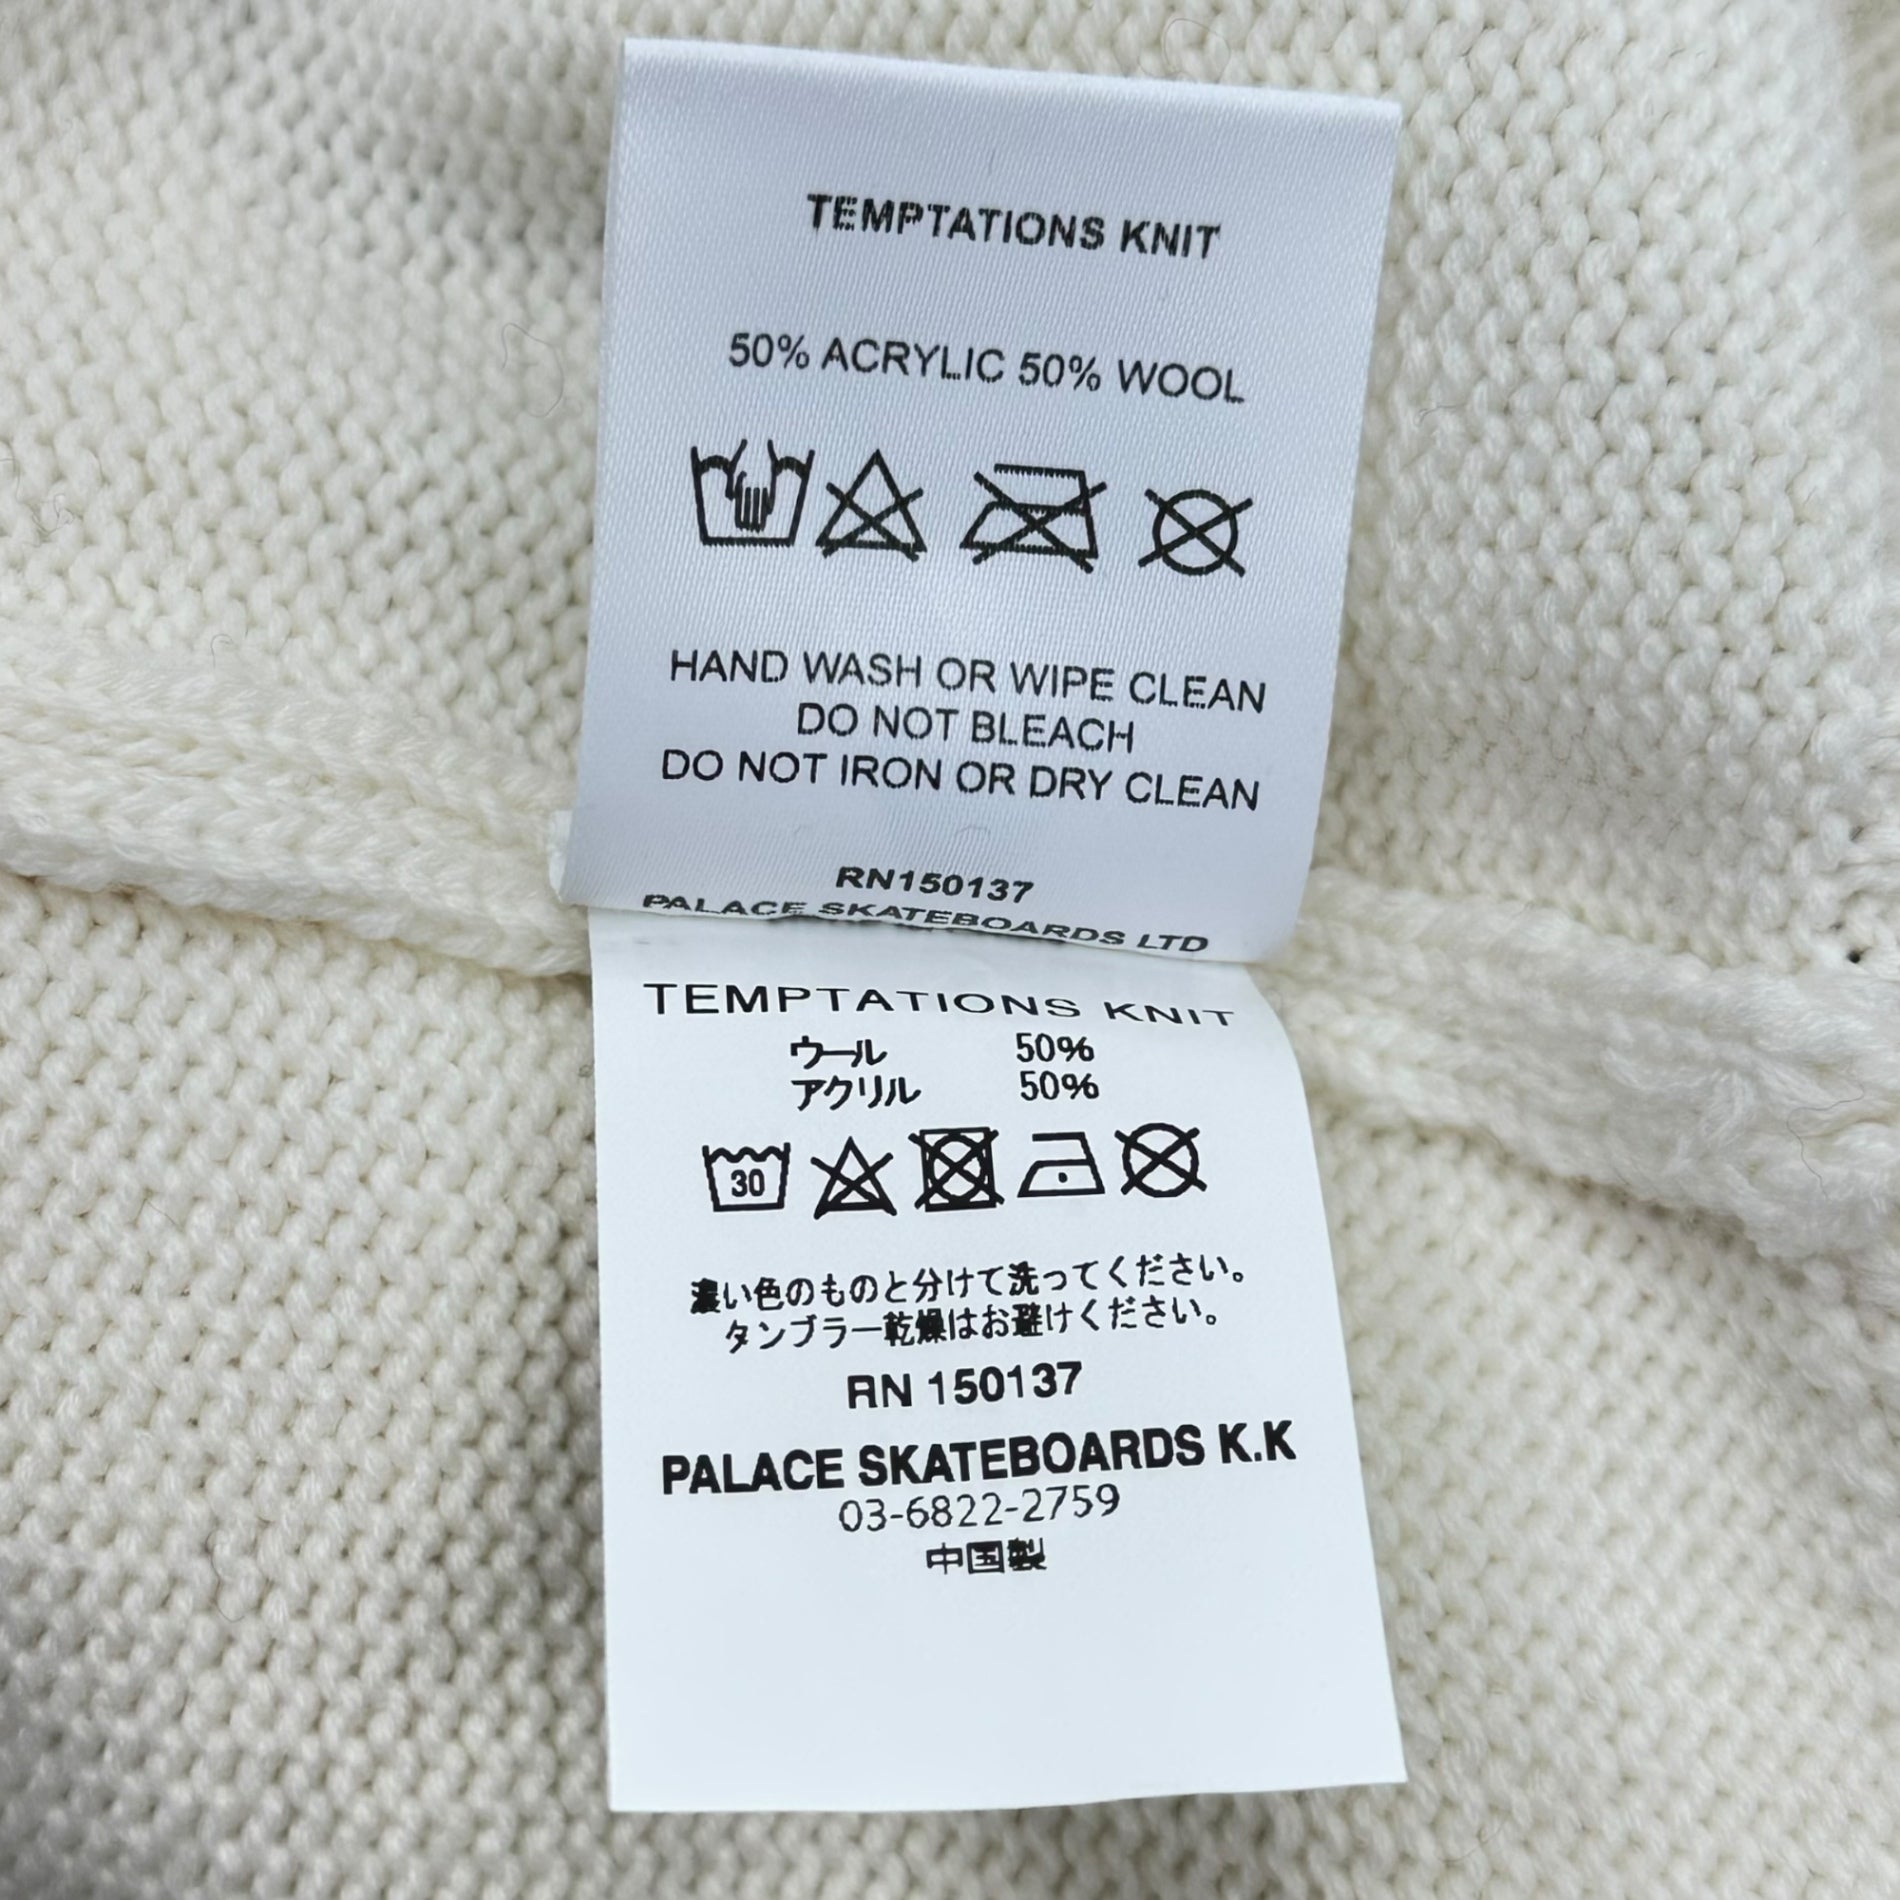 TEMPTATIONS KNIT
50% ACRYLIC 50% WOOL
HAND WASH OR WIPE CLEAN
DO NOT BLEACH
DO NOT IRON OR DRY CLEAN
RN150137
PALACE SKATEBOARDS LTD
TEMPTATIONS KNIT
ウール 50%
アクリル 50%
30
濃い色のものと分けて洗ってください。
タンブラー乾燥はお避けください。
RN 150137
PALACE SKATEBOARDS K.K
03-6822-2759
中国製